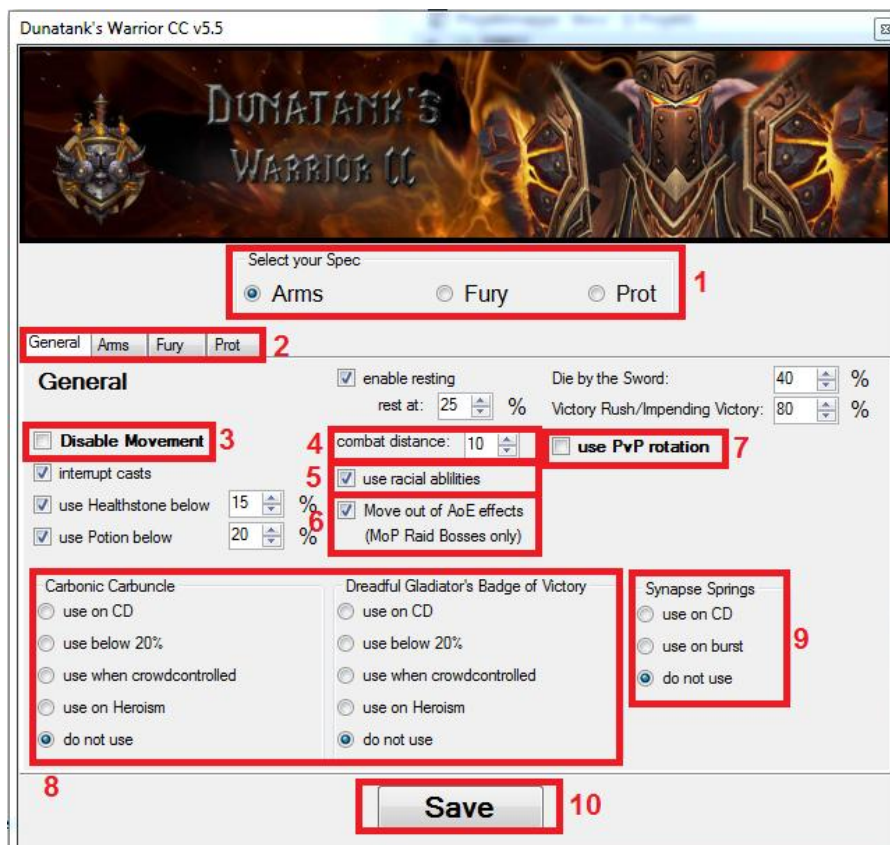 Dunatank's Warrior CC v5.5
DUNATANK'S
WARRIOR CC
Select your Spec
Arms Fury Prot
1
General Arms Fury Prot
2
General
enable resting
rest at: 25 %
Die by the Sword: 40 %
Victory Rush/Impending Victory: 80 %
Disable Movement
3
4
combat distance: 10
use PvP rotation
7
interrupt casts
5
use racial ablilities
use Healthstone below 15 %
6
Move out of AoE effects
(MoP Raid Bosses only)
use Potion below 20 %
Carbonic Carbuncle
use on CD
use below 20%
use when crowdcontrolled
use on Heroism
do not use
Dreadful Gladiator's Badge of Victory
use on CD
use below 20%
use when crowdcontrolled
use on Heroism
do not use
Synapse Springs
use on CD
use on burst
do not use
9
8
Save
10